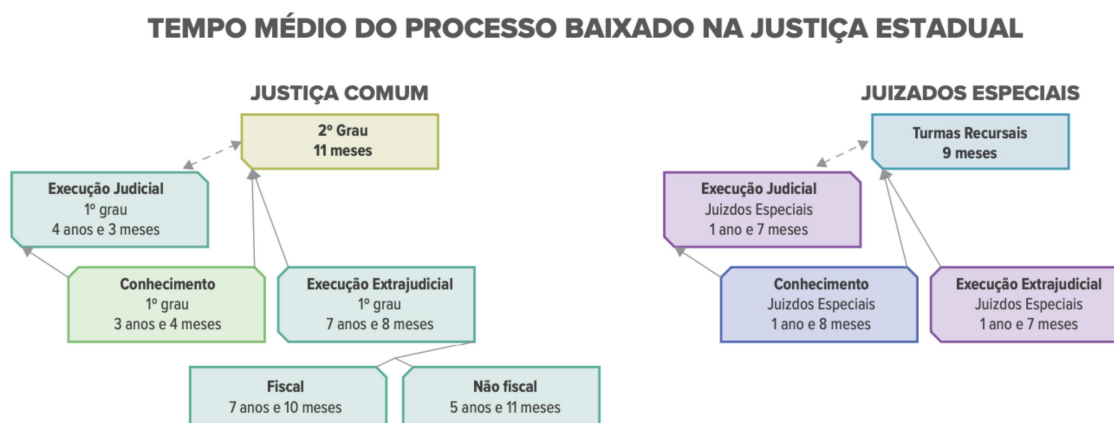 TEMPO MÉDIO DO PROCESSO BAIXADO NA JUSTIÇA ESTADUAL
JUSTIÇA COMUM
2º Grau
11 meses
Execução Judicial
1º grau
4 anos e 3 meses
Conhecimento
1º grau
3 anos e 4 meses
Execução Extrajudicial
1º grau
7 anos e 8 meses
Fiscal
7 anos e 10 meses
Não fiscal
5 anos e 11 meses
JUIZADOS ESPECIAIS
Turmas Recursais
9 meses
Execução Judicial
Juizdos Especiais
1 ano e 7 meses
Conhecimento
Juizdos Especiais
1 ano e 8 meses
Execução Extrajudicial
Juizdos Especiais
1 ano e 7 meses